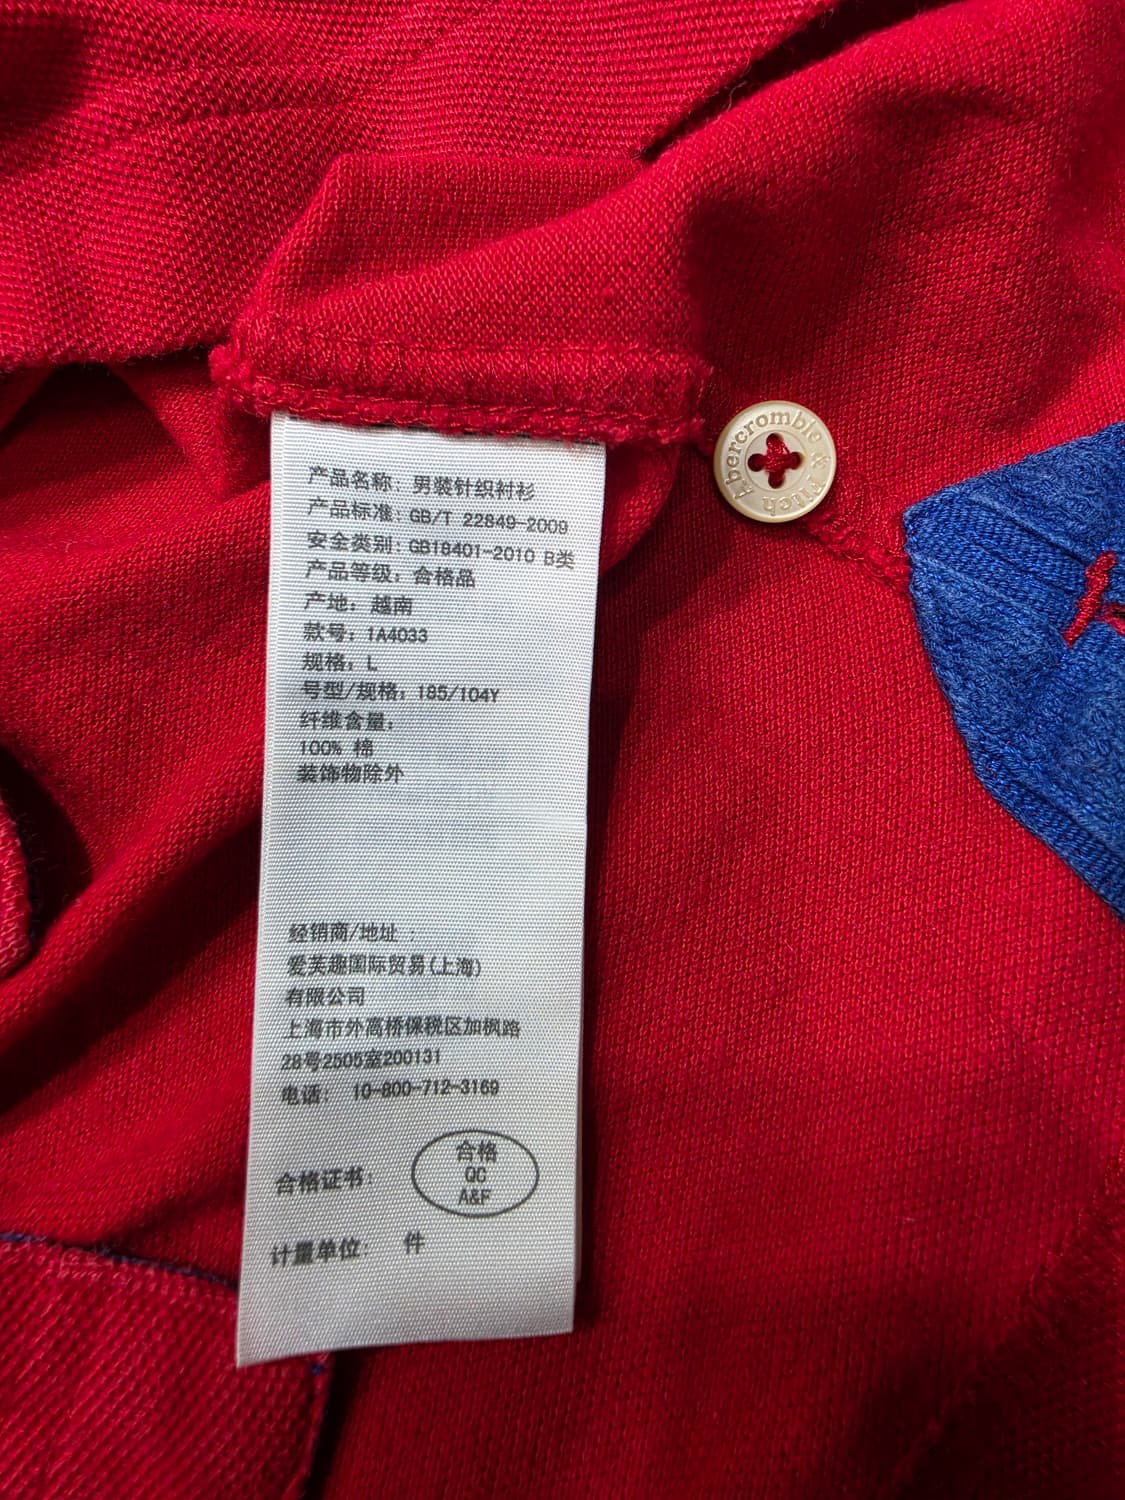 产品名称: 男装针织衬衫
产品标准: GB/T 22849-2009
安全类别: GB18401-2010 B类
产品等级: 合格品
产地: 越南
款号: 1A4033
规格: L
号型/规格: 185/104Y
纤维含量:
100% 棉
装饰物除外
经销商/地址 :
爱芙趣国际贸易(上海)
有限公司
上海市外高桥保税区加枫路
28号2505室200131
电话: 10-800-712-3169
合格证书:
合格
QC
A&F
计量单位: 件
Abercrombie & Fitch